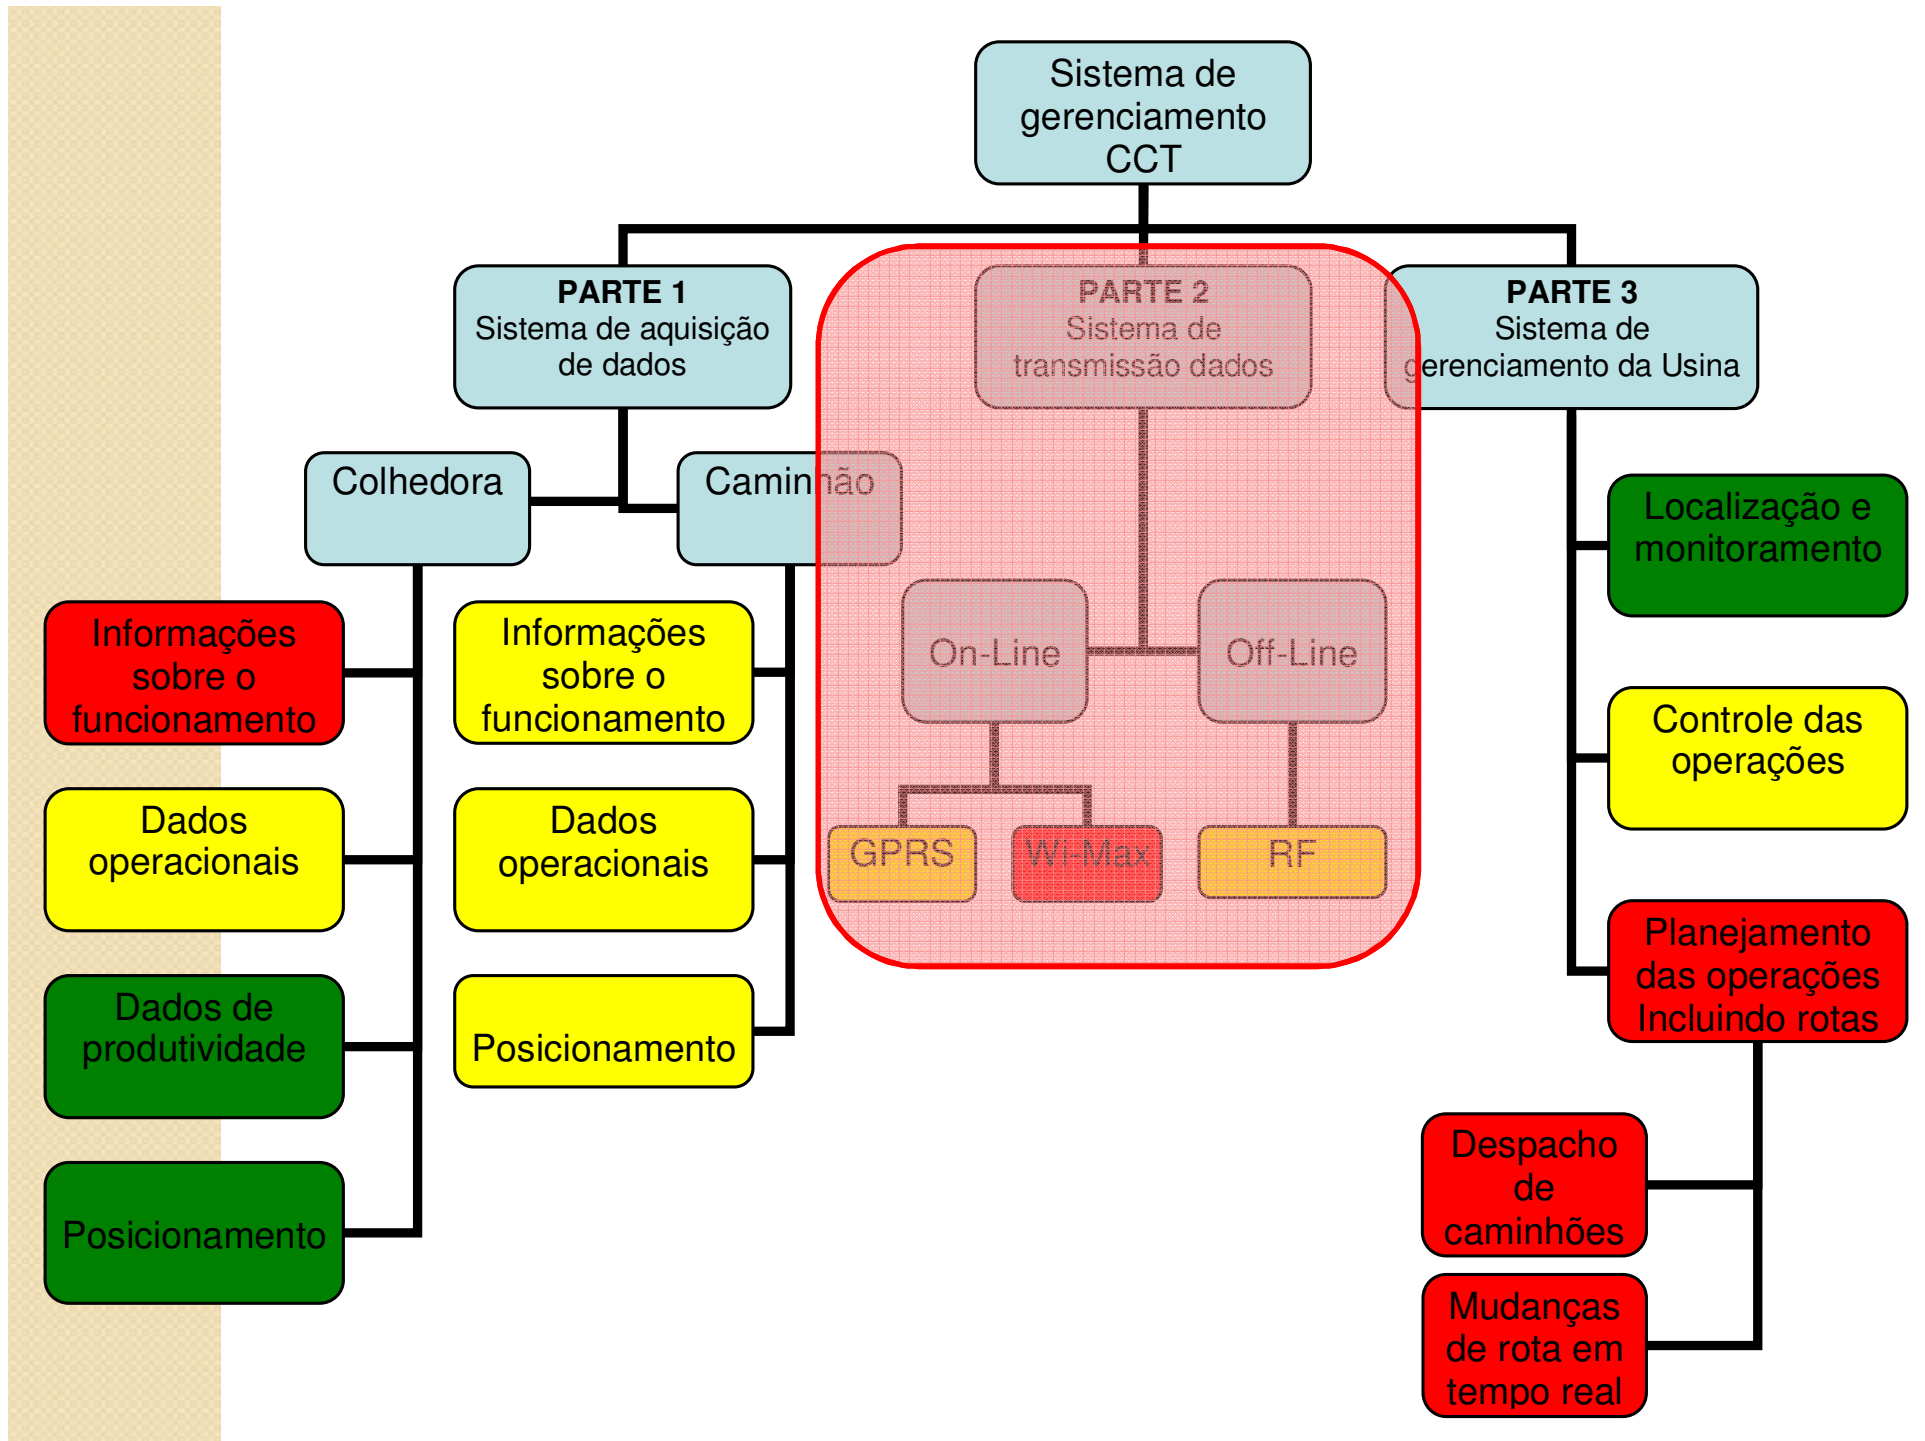 Sistema de
gerenciamento
CCT
PARTE 1
Sistema de aquisição
de dados
PARTE 2
Sistema de
transmissão dados
PARTE 3
Sistema de
gerenciamento da Usina
Colhedora
Caminhão
Informações
sobre o
funcionamento
Dados
operacionais
Dados de
produtividade
Posicionamento
Informações
sobre o
funcionamento
Dados
operacionais
Posicionamento
On-Line
Off-Line
GPRS
Wi-Max
RF
Localização e
monitoramento
Controle das
operações
Planejamento
das operações
Incluindo rotas
Despacho
de
caminhões
Mudanças
de rota em
tempo real